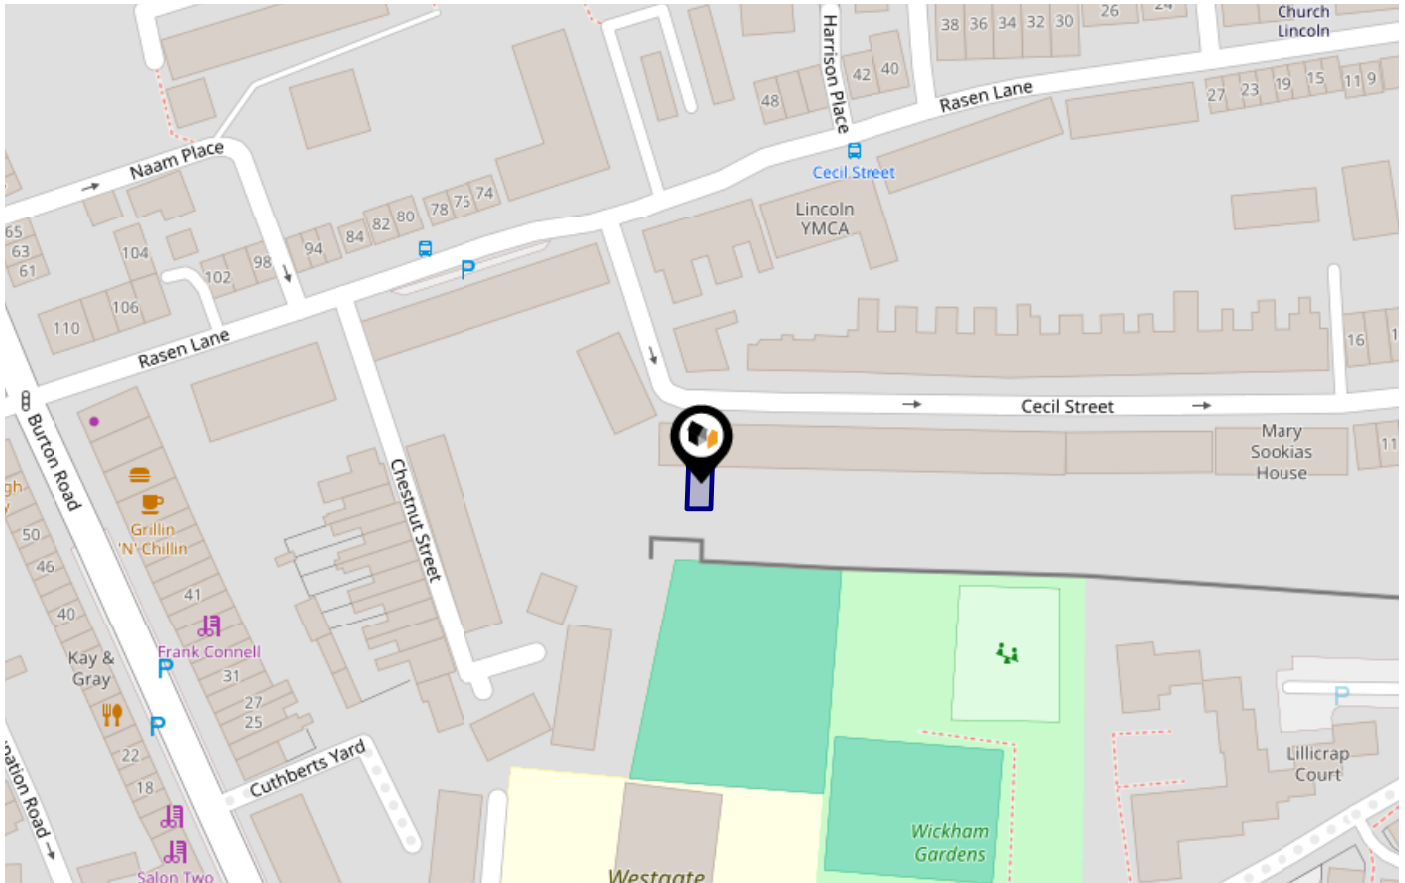 38 36 34 32 30
26
24
Church
Lincoln
Harrison Place
42
40
48
Rasen Lane
27
23
19
15
11 9
Cecil Street
Naam Place
65
63
61
104
102
98
94
84
82
80
78
74
Lincoln
YMCA
110
106
Rasen Lane
16
Cecil Street
Mary
Sookias
House
11
Burton Road
Chestnut Street
Grillin
'N' Chillin
50
46
40
41
Frank Connell
Kay &
Gray
31
27
25
22
18
Cuthberts Yard
P
P
P
P
Lillicrap
Court
Wickham
Gardens
Westgate
Salon Two